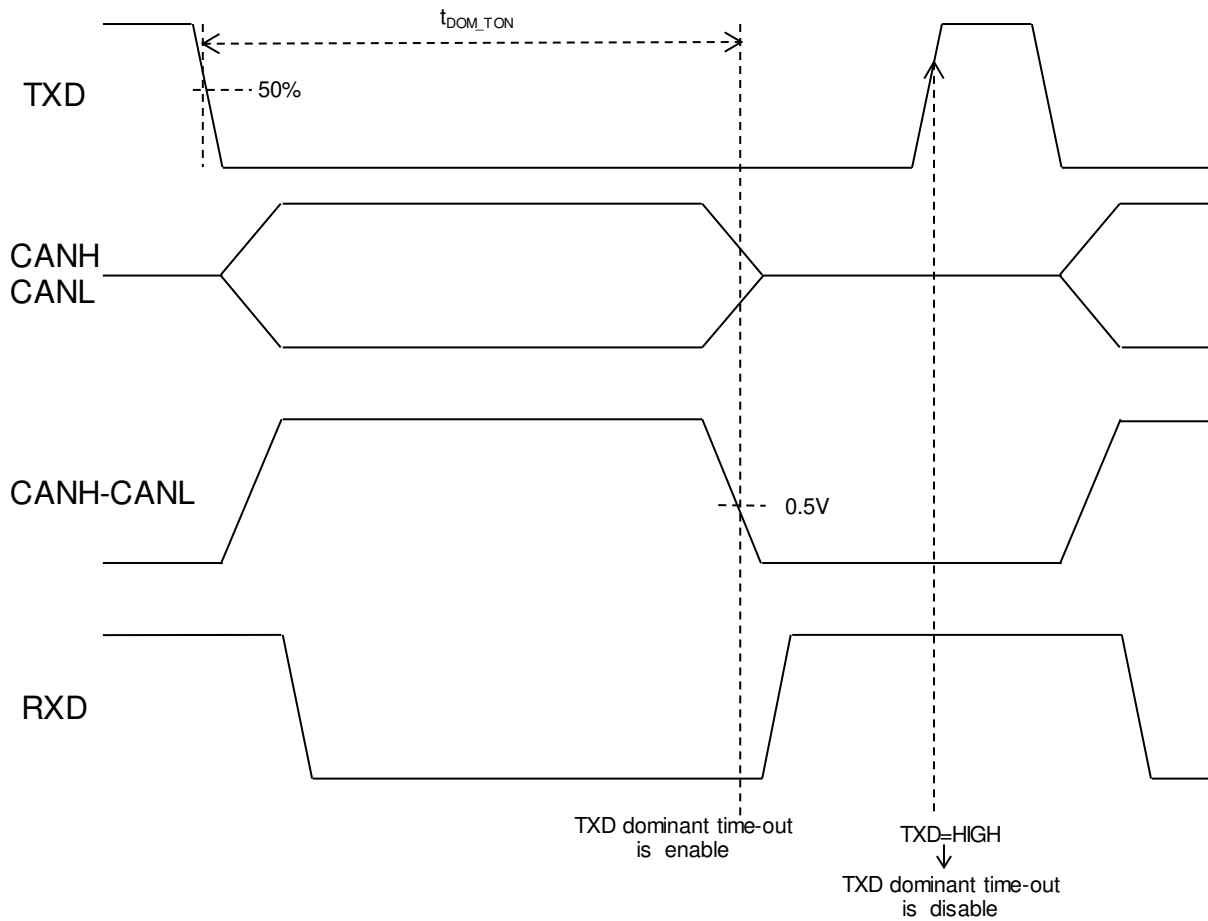 tDOM_TON
TXD
50%
CANH
CANL
CANH-CANL
0.5V
RXD
TXD dominant time-out
is enable
TXD=HIGH
TXD dominant time-out
is disable